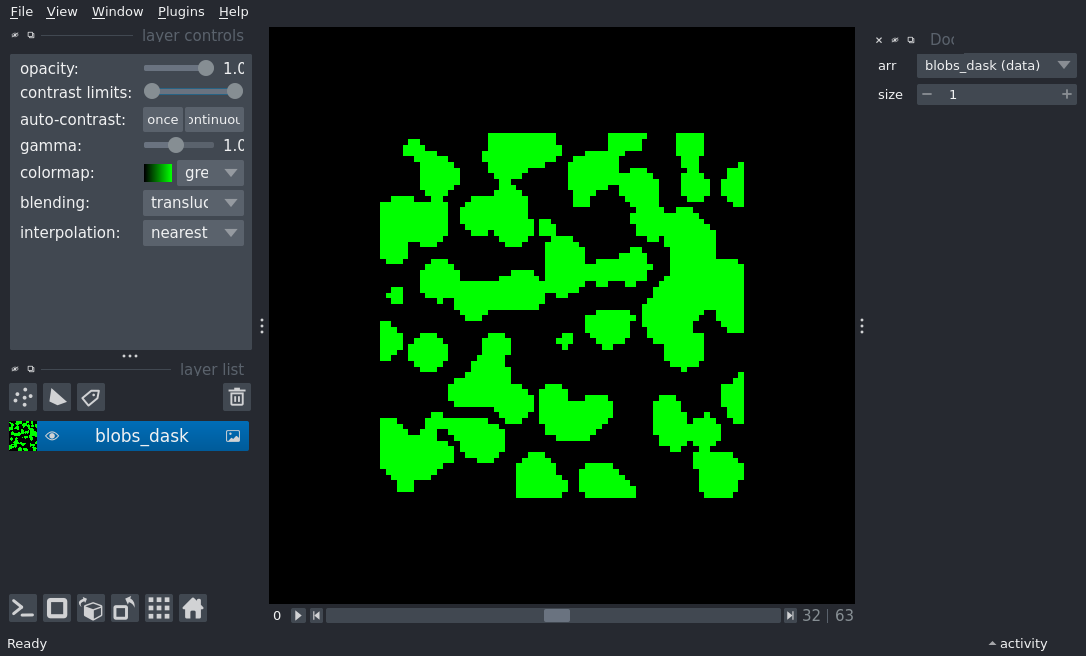 File View Window Plugins Help
layer controls
opacity: 1.0
contrast limits:
auto-contrast: once ontinuou
gamma: 1.0
colormap: gre
blending: transluc
interpolation: nearest
layer list
blobs_dask
0 32 | 63
Ready
Doc
arr blobs_dask (data)
size 1
activity